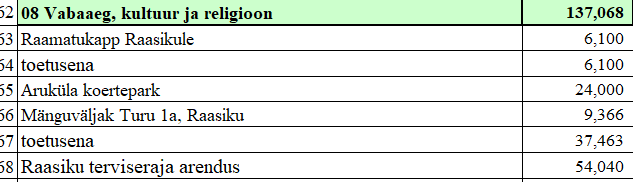 62 08 Vabaaeg, kultuur ja religioon 137,068
63 Raamatukapp Raasikule 6,100
64 toetusena 6,100
65 Aruküla koertepark 24,000
66 Mänguväljak Turu 1a, Raasiku 9,366
67 toetusena 37,463
68 Raasiku terviseraja arendus 54,040